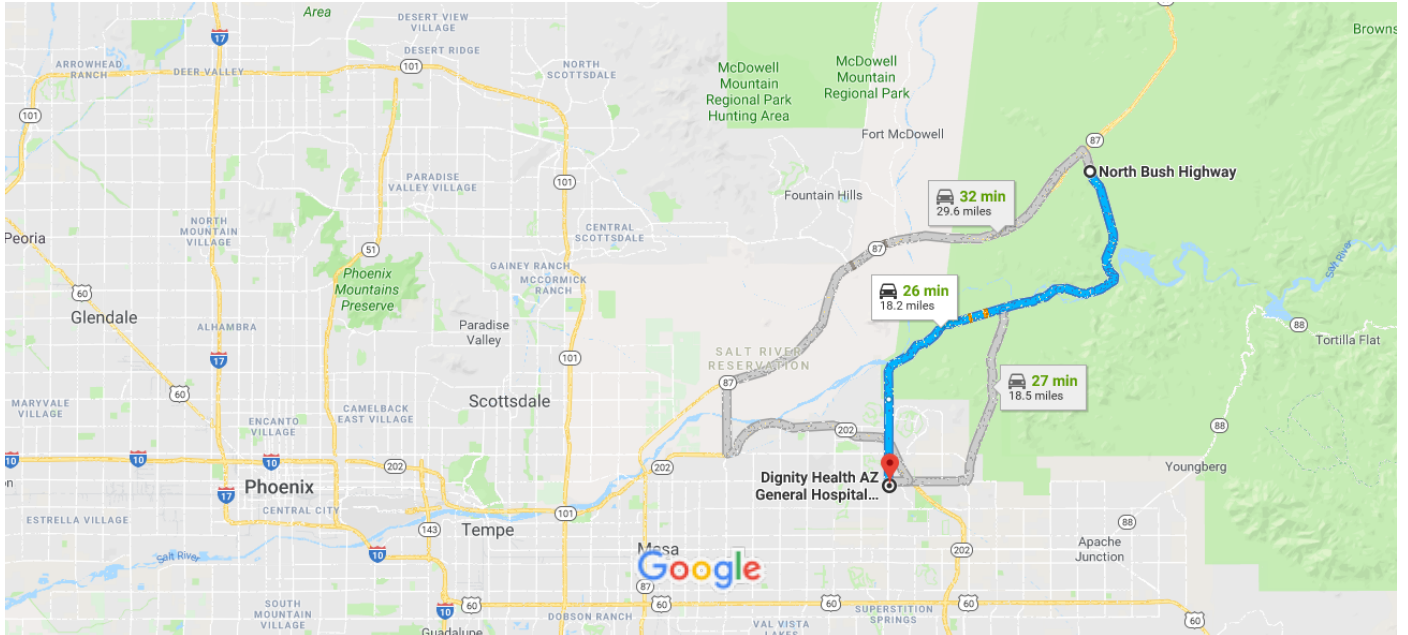 Area
DESERT VIEW
VILLAGE
17
ARROWHEAD
RANCH
DEER VALLEY
DESERT RIDGE
101
NORTH
SCOTTSDALE
McDowell
Mountain
Regional Park
Hunting Area
McDowell
Mountain
Regional Park
Browns
101
Fort McDowell
87
North Bush Highway
PARADISE
VALLEY VILLAGE
101
Fountain Hills
32 min
29.6 miles
NORTH
MOUNTAIN
VILLAGE
Peoria
51
CENTRAL
SCOTTSDALE
87
Salt River
GAINEY RANCH
MCCORMICK
RANCH
Phoenix
Mountains
Preserve
60
26 min
18.2 miles
Glendale
ALHAMBRA
Paradise
Valley
88
Tortilla Flat
17
101
SALT RIVER
RESERVATION
60
87
27 min
18.5 miles
MARYVALE
VILLAGE
Scottsdale
CAMELBACK
EAST VILLAGE
ENCANTO
VILLAGE
88
202
10
10
10
202
202
Youngberg
Dignity Health AZ
General Hospital...
Phoenix
17
CENTRAL CITY
101
ESTRELLA VILLAGE
143
Tempe
88
Apache
Junction
Salt River
10
Mesa
202
Google
87
60
10
60
60
60
60
SOUTH
MOUNTAIN
VILLAGE
DOBSON RANCH
SUPERSTITION
SPRINGS
VAL VISTA
LAKES
Guadalupe